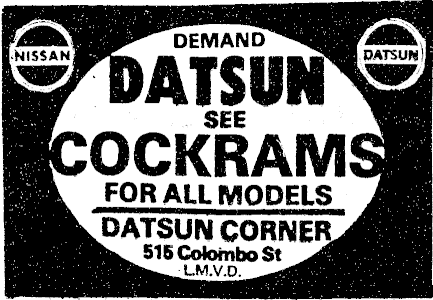 NISSAN
DATSUN
DEMAND
DATSUN
SEE
COCKRAMS
FOR ALL MODELS
DATSUN CORNER
515 Colombo St
L.M.V.D.